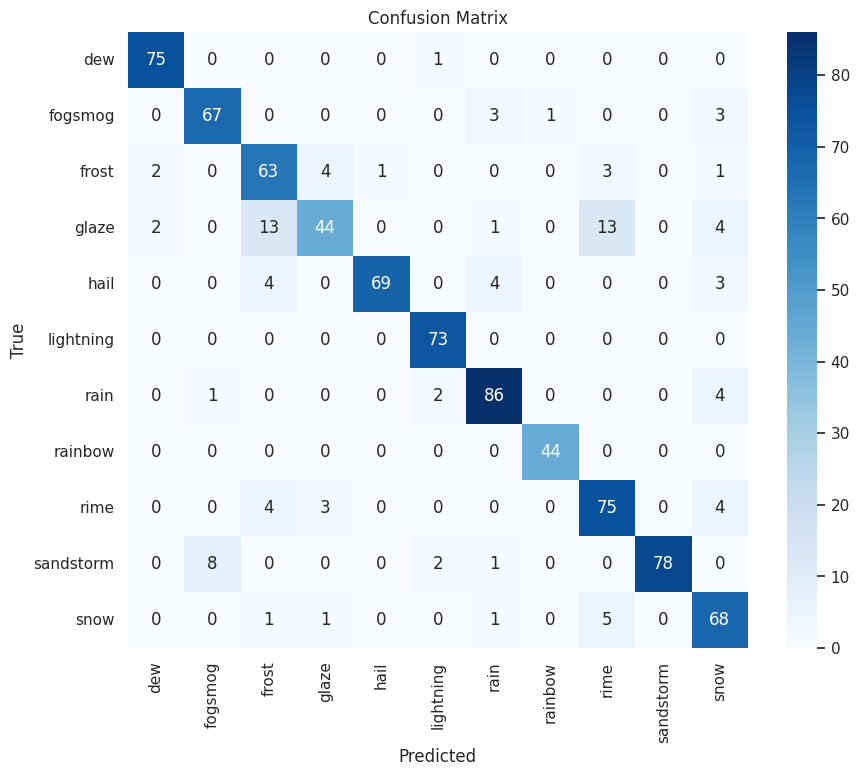 Confusion Matrix
dew 75 0 0 0 0 1 0 0 0 0 0
fogsmog 0 67 0 0 0 0 3 1 0 0 3
frost 2 0 63 4 1 0 0 0 3 0 1
glaze 2 0 13 44 0 0 1 0 13 0 4
hail 0 0 4 0 69 0 4 0 0 0 3
lightning 0 0 0 0 0 73 0 0 0 0 0
rain 0 1 0 0 0 2 86 0 0 0 4
rainbow 0 0 0 0 0 0 0 44 0 0 0
rime 0 0 4 3 0 0 0 0 75 0 4
sandstorm 0 8 0 0 0 2 1 0 0 78 0
snow 0 0 1 1 0 0 1 0 5 0 68
dew fogsmog frost glaze hail lightning rain rainbow rime sandstorm snow
Predicted
True
80
70
60
50
40
30
20
10
0